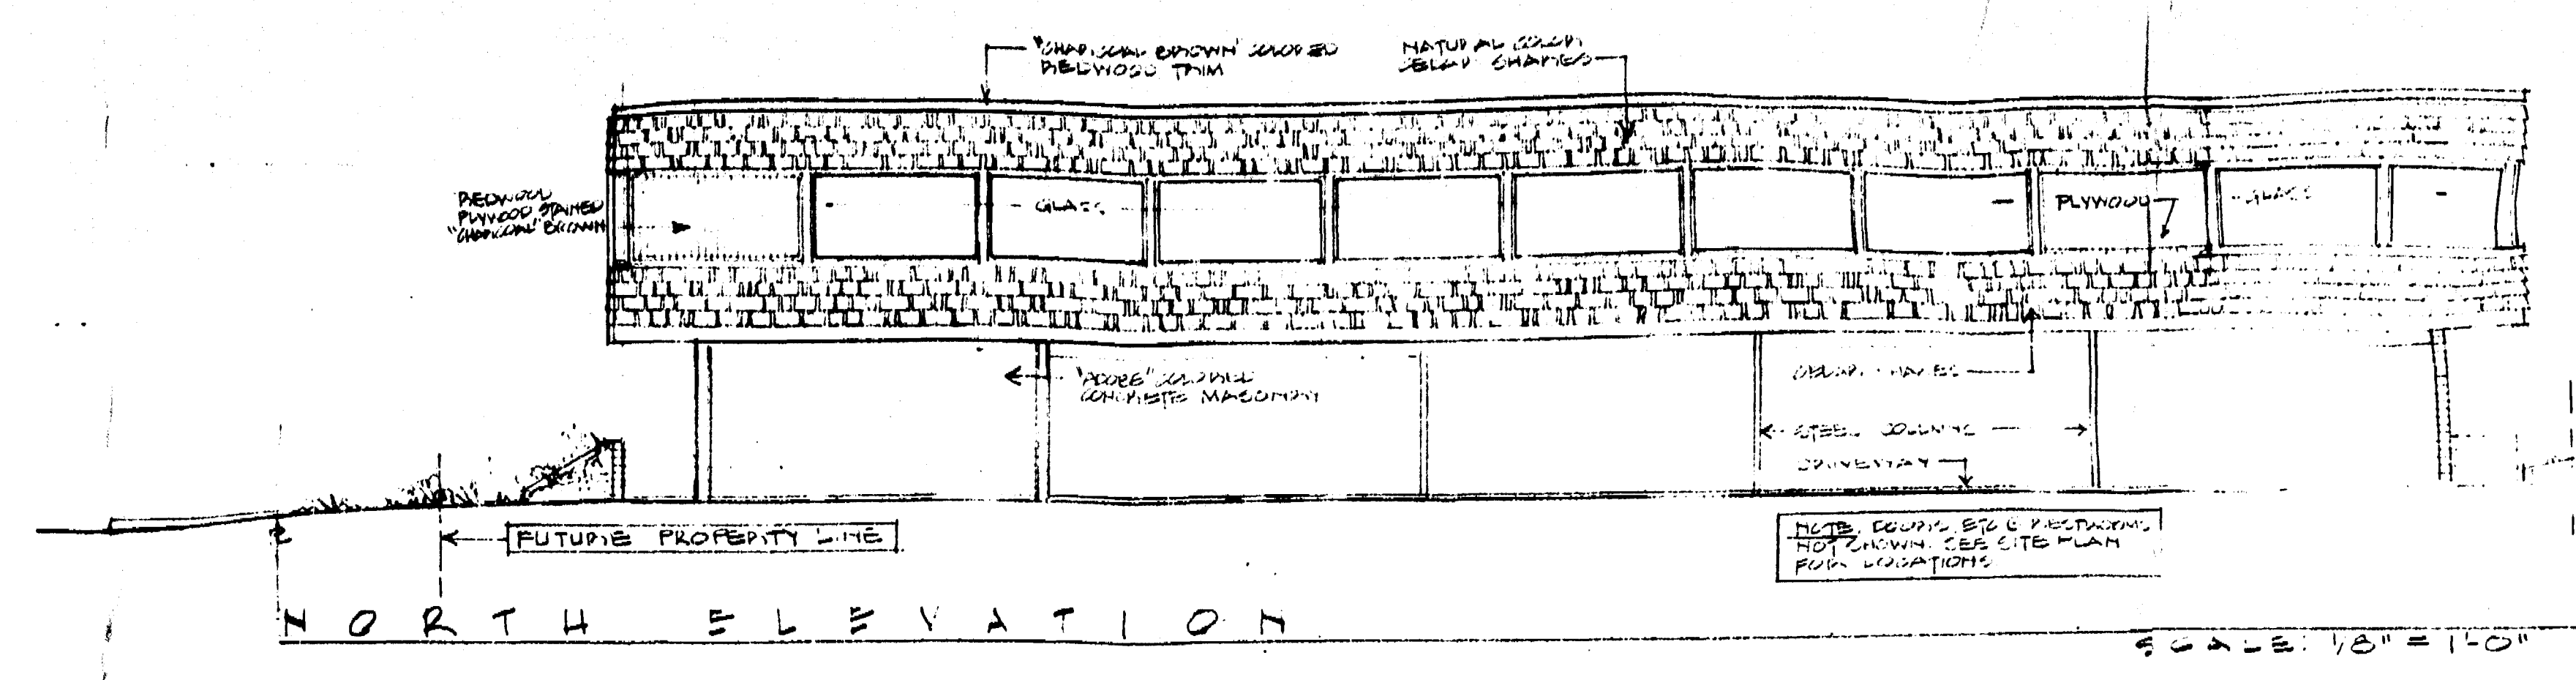 "CHARCOAL BROWN" COLORED
REDWOOD TRIM
NATURAL COLOR
CEDAR SHAKES
REDWOOD
PLYWOOD STAINED
"CHARCOAL" BROWN
GLASS
PLYWOOD
GLASS
"ADOBE" COLORED
CONCRETE MASONRY
CEDAR SHAKES
STEEL COLUMNS
DRIVEWAY
FUTURE PROPERTY LINE
NOTE: DOORS, ETC @ RESTROOMS
NOT SHOWN. SEE SITE PLAN
FOR LOCATIONS
NORTH ELEVATION
SCALE: 1/8" = 1'-0"